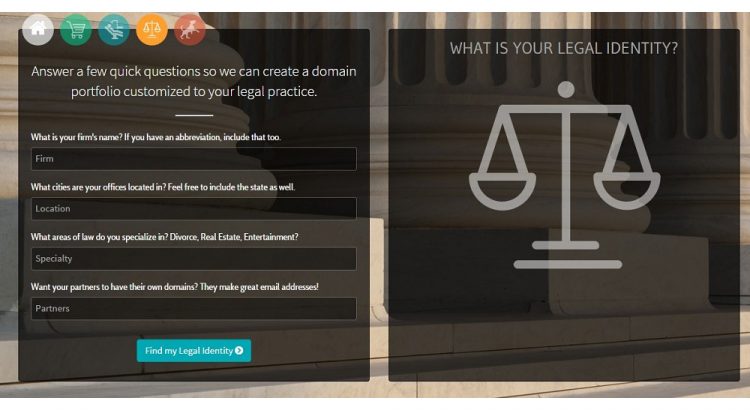 Answer a few quick questions so we can create a domain
portfolio customized to your legal practice.
What is your firm's name? If you have an abbreviation, include that too.
Firm
What cities are your offices located in? Feel free to include the state as well.
Location
What areas of law do you specialize in? Divorce, Real Estate, Entertainment?
Specialty
Want your partners to have their own domains? They make great email addresses!
Partners
Find my Legal Identity
WHAT IS YOUR LEGAL IDENTITY?